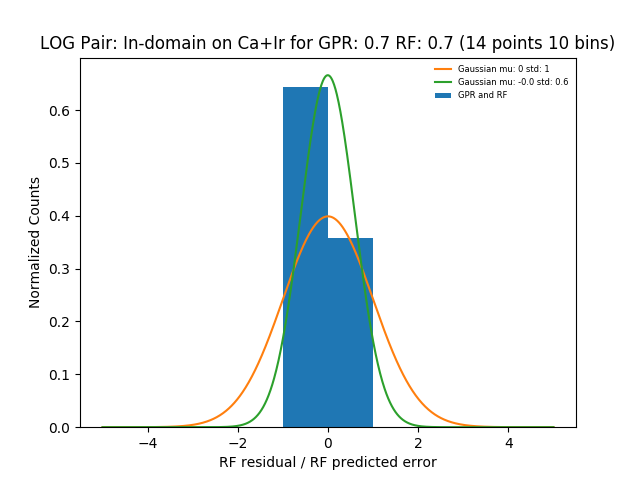 LOG Pair: In-domain on Ca+Ir for GPR: 0.7 RF: 0.7 (14 points 10 bins)
Gaussian mu: 0 std: 1
Gaussian mu: -0.0 std: 0.6
GPR and RF
Normalized Counts
0.6
0.5
0.4
0.3
0.2
0.1
0.0
−4 −2 0 2 4
RF residual / RF predicted error